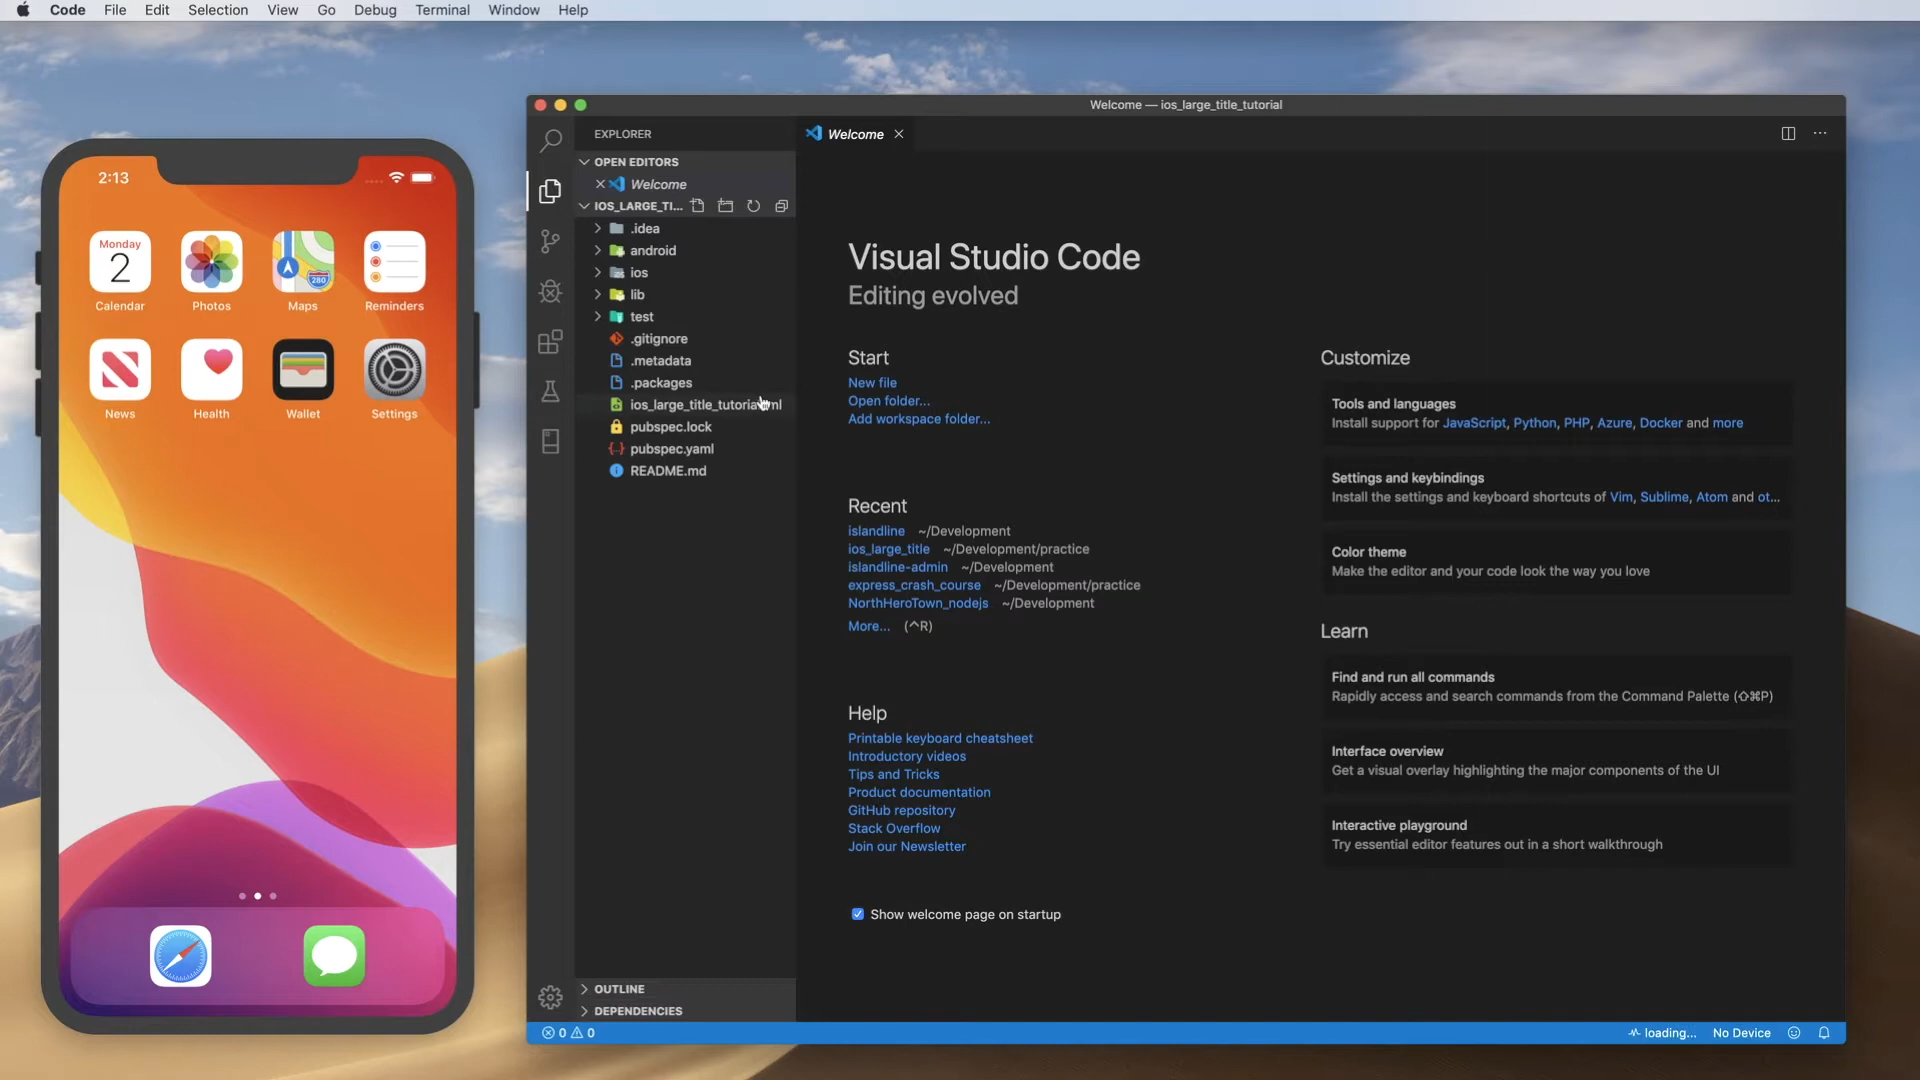 Code File Edit Selection View Go Debug Terminal Window Help
2:13
Monday
2
Calendar Photos Maps Reminders
280
News Health Wallet Settings
Welcome — ios_large_title_tutorial
EXPLORER
OPEN EDITORS
Welcome
IOS_LARGE_TI...
.idea
android
ios
lib
test
.gitignore
.metadata
.packages
pubspec.lock
pubspec.yaml
README.md
OUTLINE
DEPENDENCIES
Welcome
Visual Studio Code
Editing evolved
Start
New file
Open folder...
Add workspace folder...
Recent
islandline ~/Development
ios_large_title ~/Development/practice
islandline-admin ~/Development
express_crash_course ~/Development/practice
NorthHeroTown_nodejs ~/Development
More... (^R)
Help
Printable keyboard cheatsheet
Introductory videos
Tips and Tricks
Product documentation
GitHub repository
Stack Overflow
Join our Newsletter
Show welcome page on startup
Customize
Tools and languages
Install support for JavaScript, Python, PHP, Azure, Docker and more
Settings and keybindings
Install the settings and keyboard shortcuts of Vim, Sublime, Atom and ot...
Color theme
Make the editor and your code look the way you love
Learn
Find and run all commands
Rapidly access and search commands from the Command Palette (⇧⌘P)
Interface overview
Get a visual overlay highlighting the major components of the UI
Interactive playground
Try essential editor features out in a short walkthrough
0 0
loading... No Device